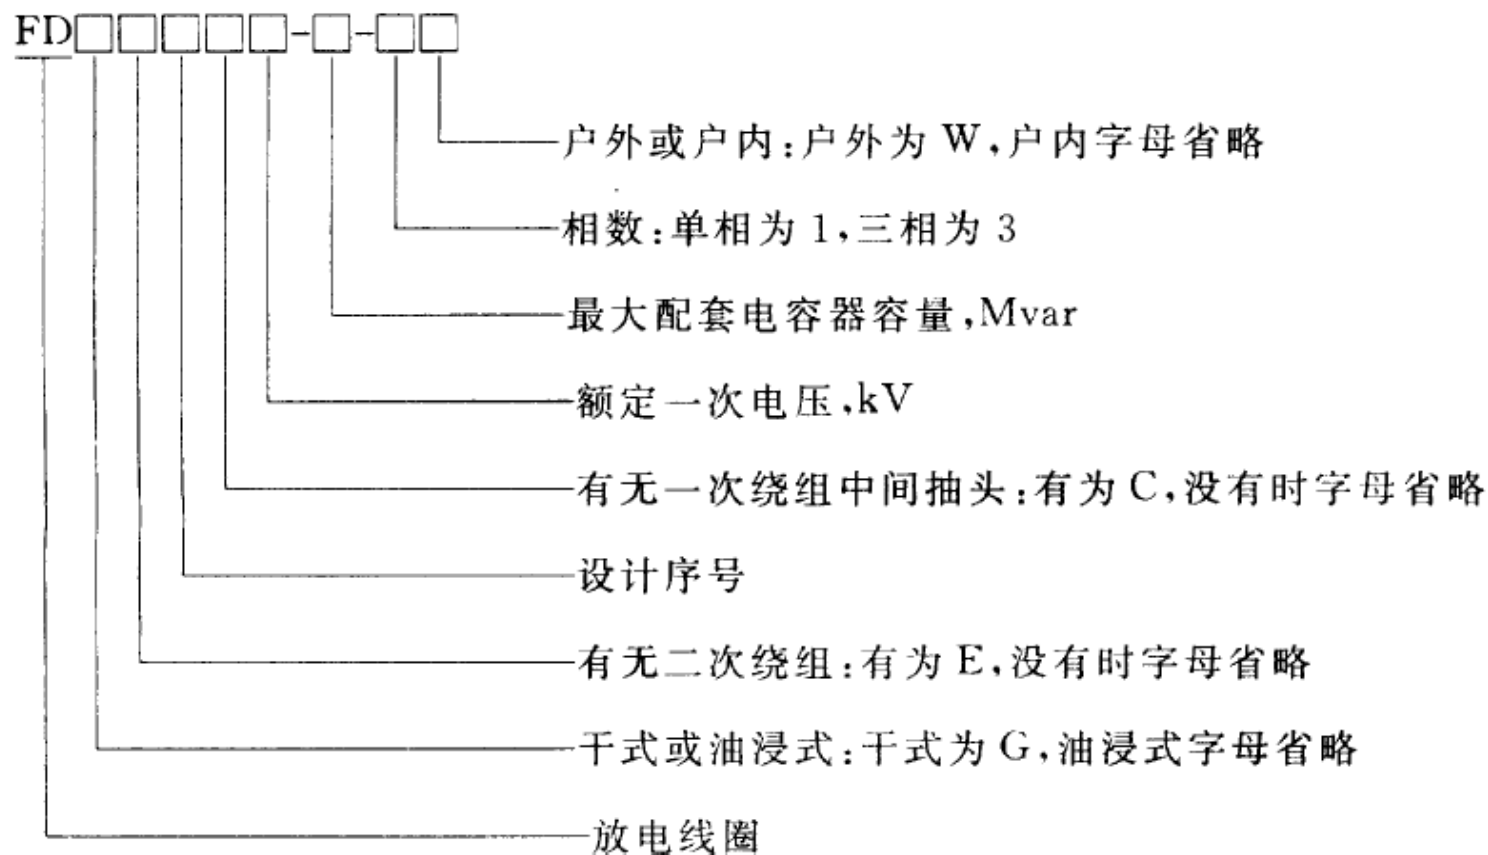 FD□□□□□-□-□□
户外或户内:户外为 W,户内字母省略
相数:单相为 1,三相为 3
最大配套电容器容量,Mvar
额定一次电压,kV
有无一次绕组中间抽头:有为 C,没有时字母省略
设计序号
有无二次绕组:有为 E,没有时字母省略
干式或油浸式:干式为 G,油浸式字母省略
放电线圈